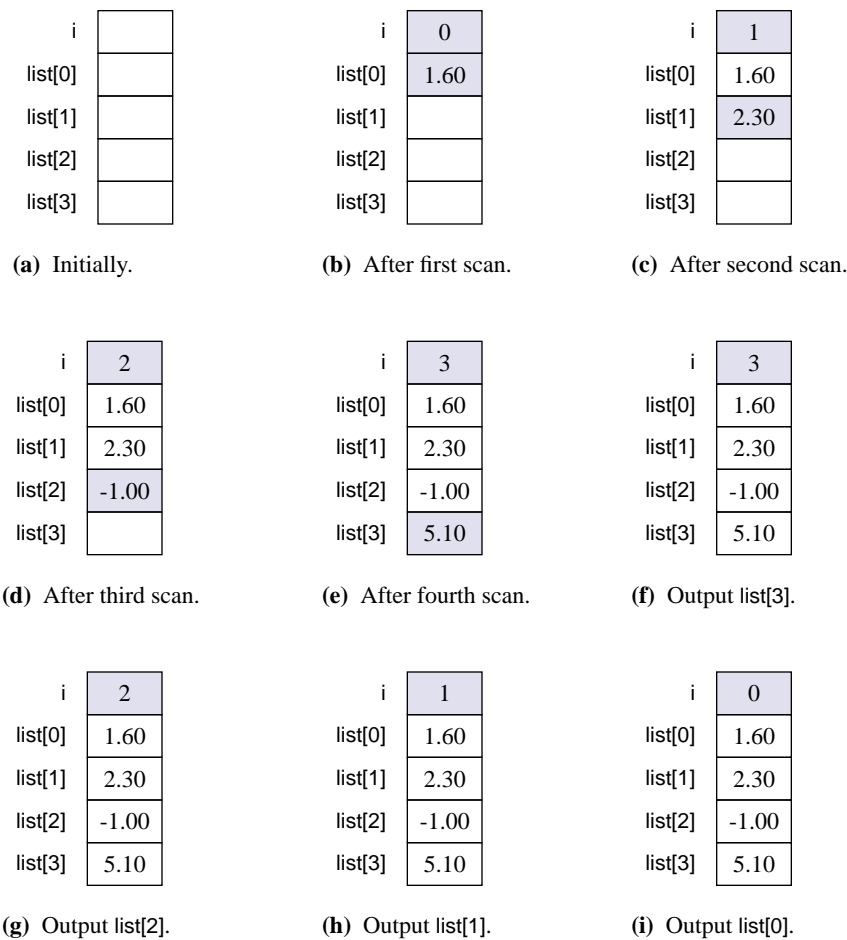 i i 0 i 1
list[0] list[0] 1.60 list[0] 1.60
list[1] list[1] list[1] 2.30
list[2] list[2] list[2]
list[3] list[3] list[3]
(a) Initially. (b) After first scan. (c) After second scan.
i 2 i 3 i 3
list[0] 1.60 list[0] 1.60 list[0] 1.60
list[1] 2.30 list[1] 2.30 list[1] 2.30
list[2] -1.00 list[2] -1.00 list[2] -1.00
list[3] list[3] 5.10 list[3] 5.10
(d) After third scan. (e) After fourth scan. (f) Output list[3].
i 2 i 1 i 0
list[0] 1.60 list[0] 1.60 list[0] 1.60
list[1] 2.30 list[1] 2.30 list[1] 2.30
list[2] -1.00 list[2] -1.00 list[2] -1.00
list[3] 5.10 list[3] 5.10 list[3] 5.10
(g) Output list[2]. (h) Output list[1]. (i) Output list[0].